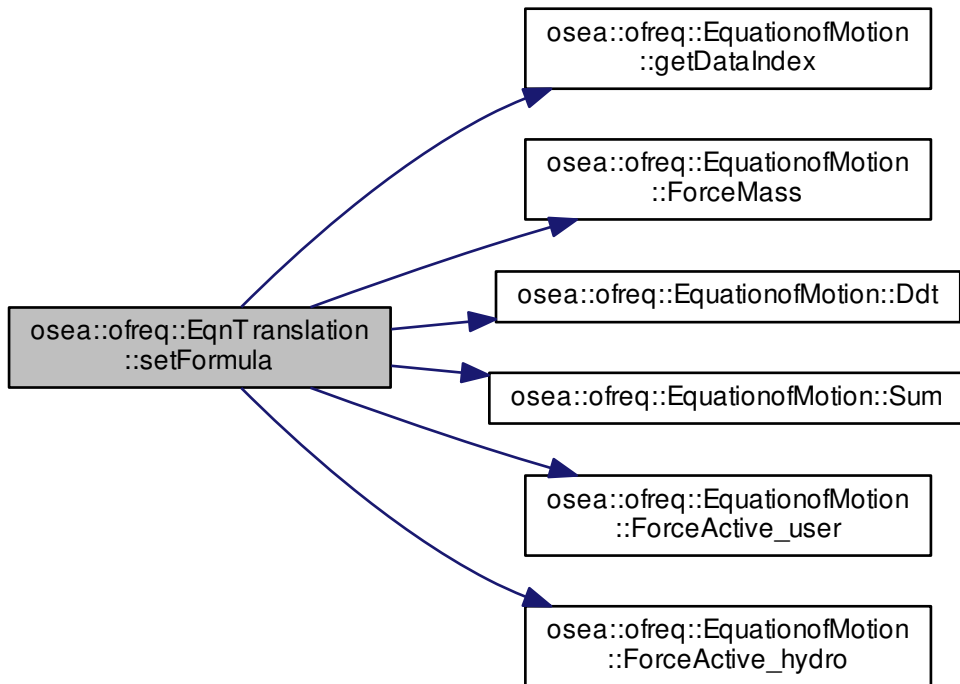 osea::ofreq::EquationofMotion
::getDataIndex
osea::ofreq::EquationofMotion
::ForceMass
osea::ofreq::EquationofMotion::Ddt
osea::ofreq::EqnTranslation
::setFormula
osea::ofreq::EquationofMotion::Sum
osea::ofreq::EquationofMotion
::ForceActive_user
osea::ofreq::EquationofMotion
::ForceActive_hydro